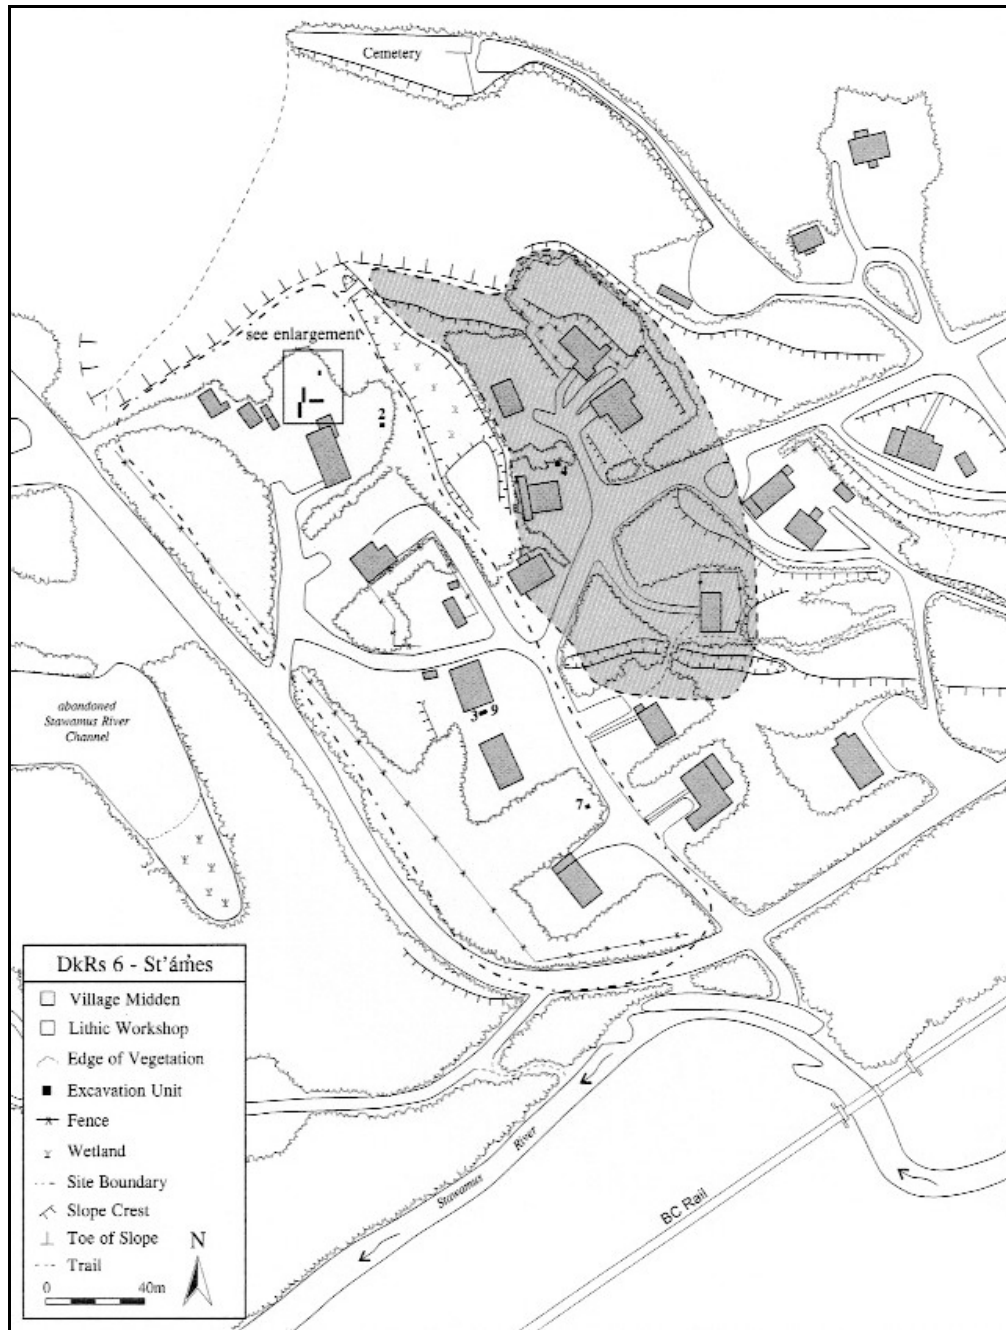 Cemetery
see enlargement
2
4
3
9
7
abandoned
Stawamus River
Channel
Stawamus River
BC Rail
DkRs 6 - St'ám̓es
Village Midden
Lithic Workshop
Edge of Vegetation
Excavation Unit
Fence
Wetland
Site Boundary
Slope Crest
Toe of Slope
Trail
N
0 40m